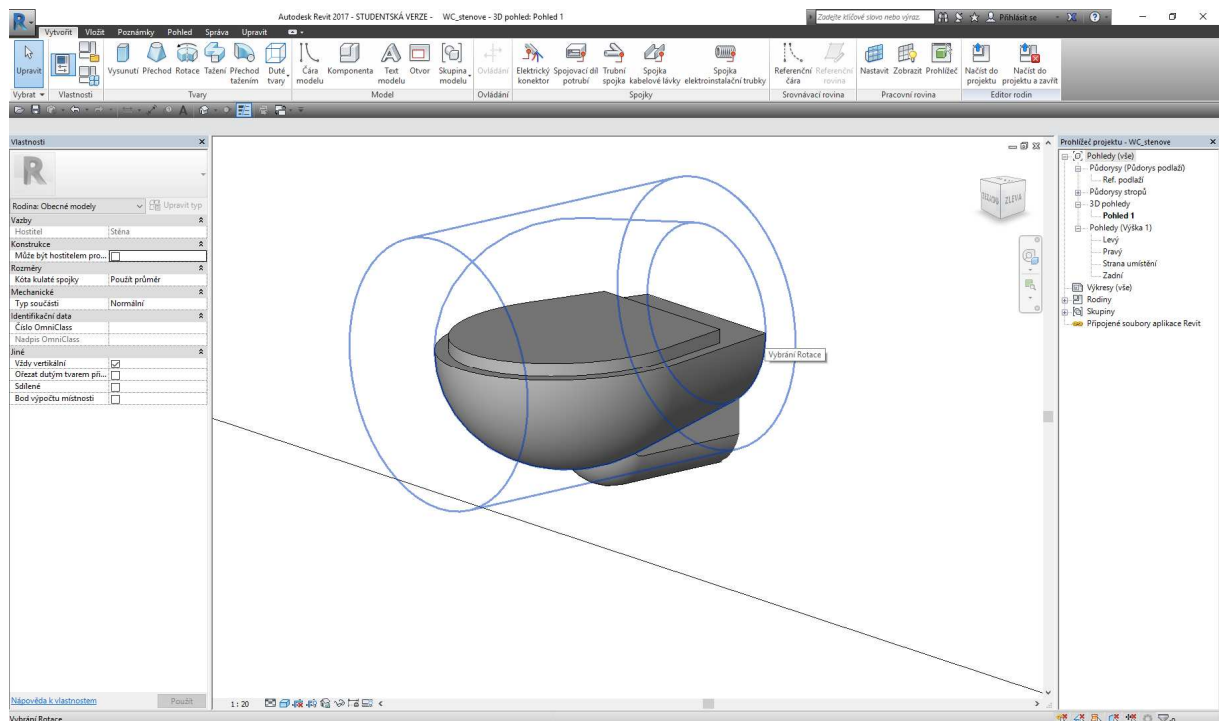 Autodesk Revit 2017 - STUDENTSKÁ VERZE - WC_stenove - 3D pohled: Pohled 1
Zadejte klíčové slovo nebo výraz.
Přihlásit se
Vytvořit Vložit Poznámky Pohled Správa Upravit
Upravit
Vysunutí Přechod Rotace Tažení Přechod tažením Duté tvary
Čára modelu Komponenta Text modelu Otvor Skupina modelu
Ovládání
Elektrický konektor Spojovací díl potrubí Trubní spojka Spojka kabelové lávky Spojka elektroinstalační trubky
Referenční čára Referenční rovina
Nastavit Zobrazit Prohlížeč
Načíst do projektu Načíst do projektu a zavřít
Vybrat Vlastnosti Tvary Model Ovládání Spojky Srovnávací rovina Pracovní rovina Editor rodin
Vlastnosti
Rodina: Obecné modely
Upravit typ
Vazby
Hostitel Stěna
Konstrukce
Může být hostitelem pro...
Rozměry
Kóta kulaté spojky Použít průměr
Mechanické
Typ součásti Normální
Identifikační data
Číslo OmniClass
Nadpis OmniClass
Jiné
Vždy vertikální
Ořezat dutým tvarem při...
Sdílené
Bod výpočtu místnosti
Nápověda k vlastnostem
Použít
ZLEVA
Vybrání Rotace
1 : 20
Prohlížeč projektu - WC_stenove
Pohledy (vše)
Půdorysy (Půdorys podlaží)
Ref. podlaží
Půdorysy stropů
3D pohledy
Pohled 1
Pohledy (Výška 1)
Levý
Pravý
Strana umístění
Zadní
Výkresy (vše)
Rodiny
Skupiny
Připojené soubory aplikace Revit
Vybrání Rotace